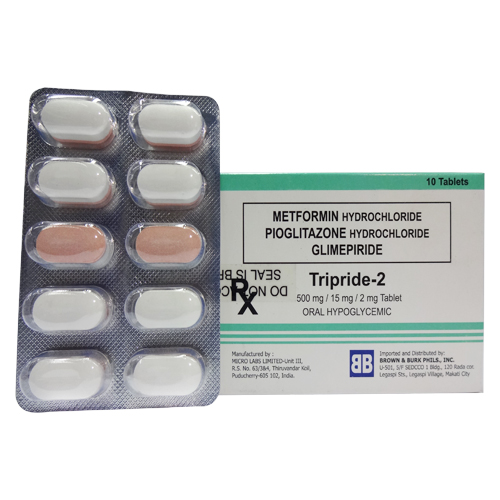 10 Tablets
METFORMIN HYDROCHLORIDE
PIOGLITAZONE HYDROCHLORIDE
GLIMEPIRIDE
DO NO
SEAL IS BR
Rx
Tripride-2
500 mg / 15 mg / 2 mg Tablet
ORAL HYPOGLYCEMIC
Manufactured by :
MICRO LABS LIMITED-Unit III,
R.S. No. 63/3&4, Thiruvandar Koil,
Puducherry-605 102, India.
BB
Imported and Distributed by:
BROWN & BURK PHILS., INC.
U-501, 5/F SEDCCO 1 Bldg., 120 Rada cor.
Legaspi Sts., Legaspi Village, Makati City